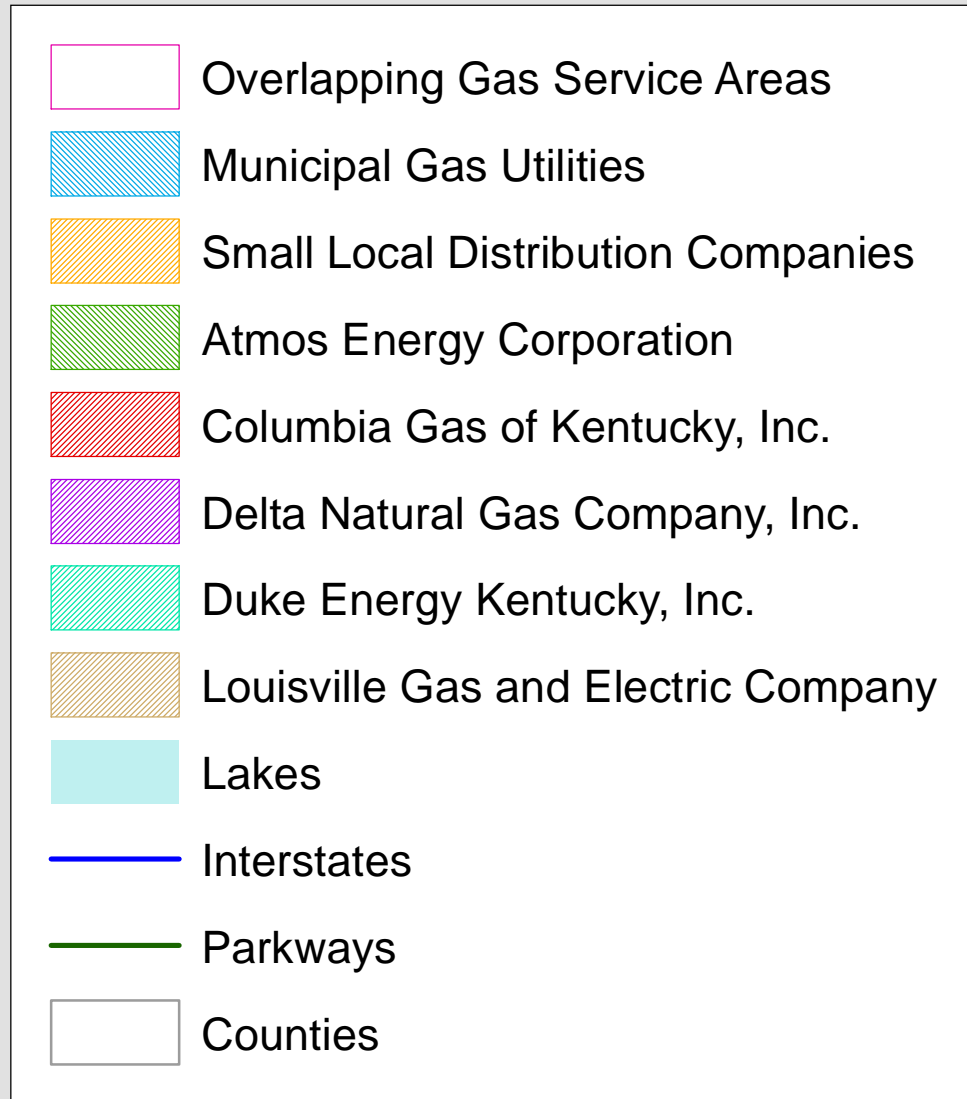 Overlapping Gas Service Areas
Municipal Gas Utilities
Small Local Distribution Companies
Atmos Energy Corporation
Columbia Gas of Kentucky, Inc.
Delta Natural Gas Company, Inc.
Duke Energy Kentucky, Inc.
Louisville Gas and Electric Company
Lakes
Interstates
Parkways
Counties